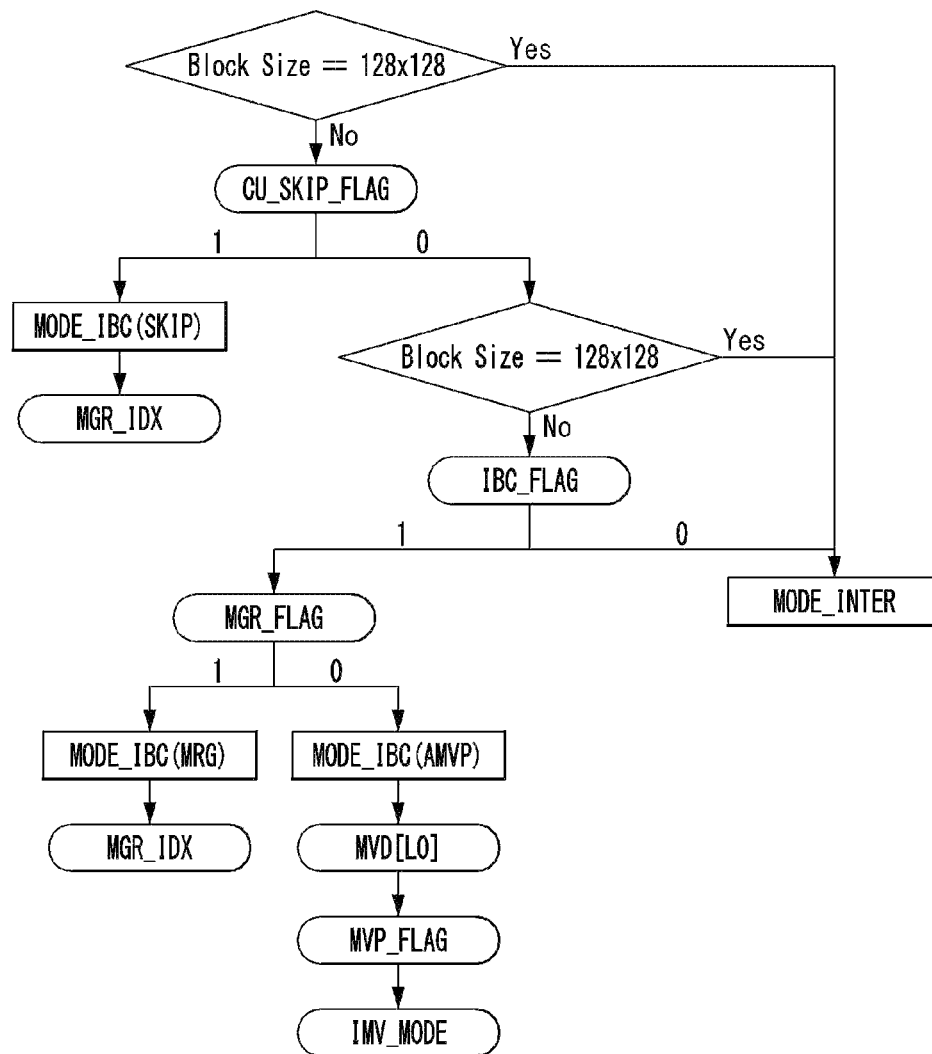 Block Size == 128x128
Yes
No
CU_SKIP_FLAG
1
0
MODE_IBC(SKIP)
Block Size == 128x128
Yes
MGR_IDX
No
IBC_FLAG
1
0
MGR_FLAG
MODE_INTER
1
0
MODE_IBC(MRG)
MODE_IBC(AMVP)
MGR_IDX
MVD[L0]
MVP_FLAG
IMV_MODE